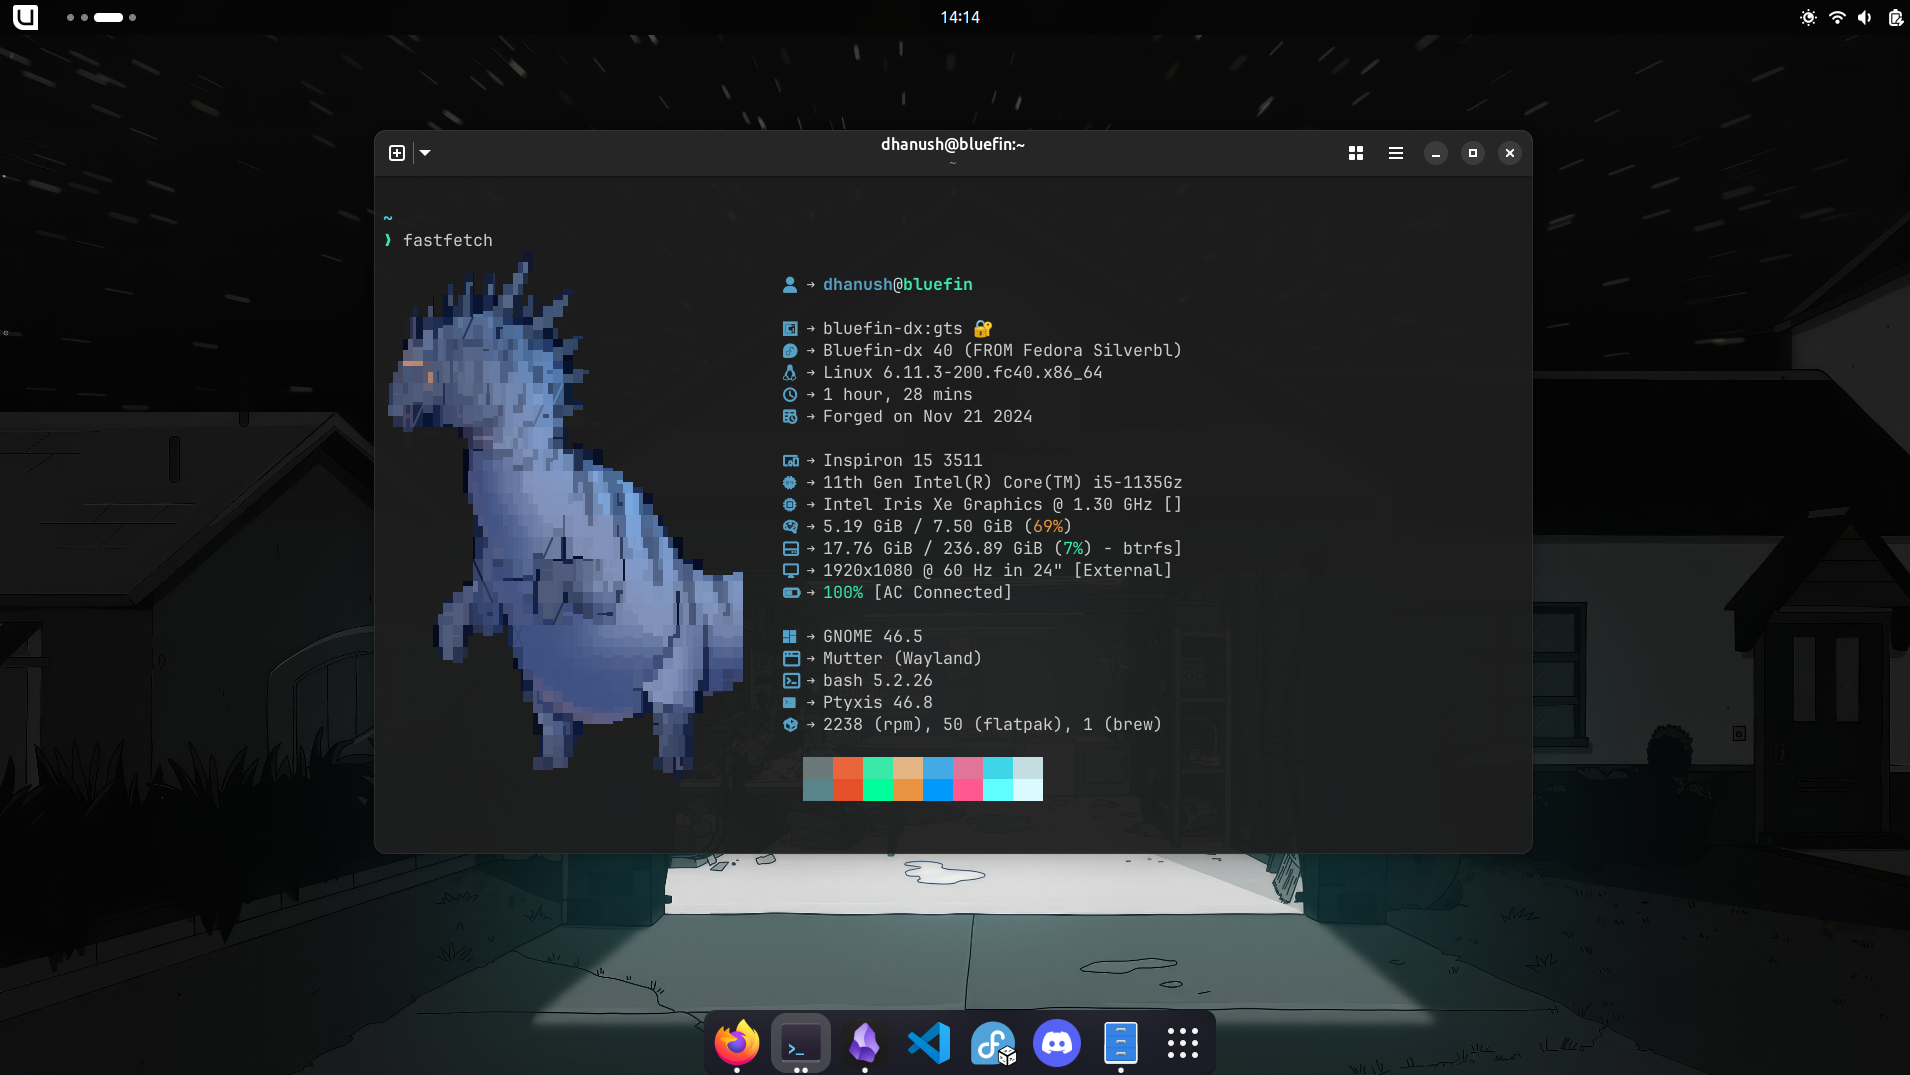 14:14
dhanush@bluefin:~
~
~
❯ fastfetch
→ dhanush@bluefin
→ bluefin-dx:gts 🔐
→ Bluefin-dx 40 (FROM Fedora Silverbl)
→ Linux 6.11.3-200.fc40.x86_64
→ 1 hour, 28 mins
→ Forged on Nov 21 2024
→ Inspiron 15 3511
→ 11th Gen Intel(R) Core(TM) i5-1135Gz
→ Intel Iris Xe Graphics @ 1.30 GHz []
→ 5.19 GiB / 7.50 GiB (69%)
→ 17.76 GiB / 236.89 GiB (7%) - btrfs]
→ 1920x1080 @ 60 Hz in 24" [External]
→ 100% [AC Connected]
→ GNOME 46.5
→ Mutter (Wayland)
→ bash 5.2.26
→ Ptyxis 46.8
→ 2238 (rpm), 50 (flatpak), 1 (brew)